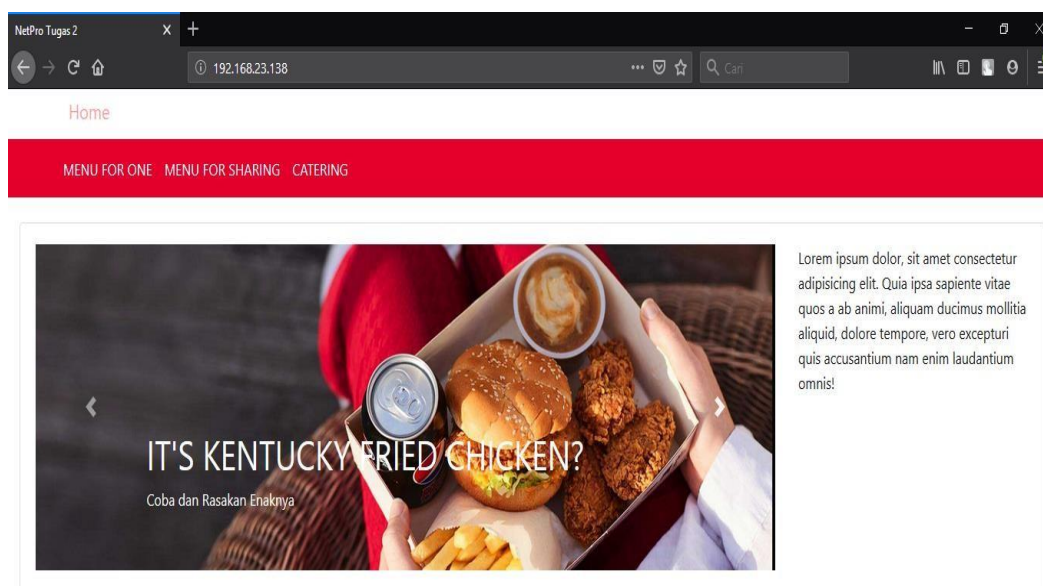 NetPro Tugas 2
192.168.23.138
Cari
Home
MENU FOR ONE MENU FOR SHARING CATERING
IT'S KENTUCKY FRIED CHICKEN?
Coba dan Rasakan Enaknya
Lorem ipsum dolor, sit amet consectetur
adipisicing elit. Quia ipsa sapiente vitae
quos a ab animi, aliquam ducimus mollitia
aliquid, dolore tempore, vero excepturi
quis accusantium nam enim laudantium
omnis!